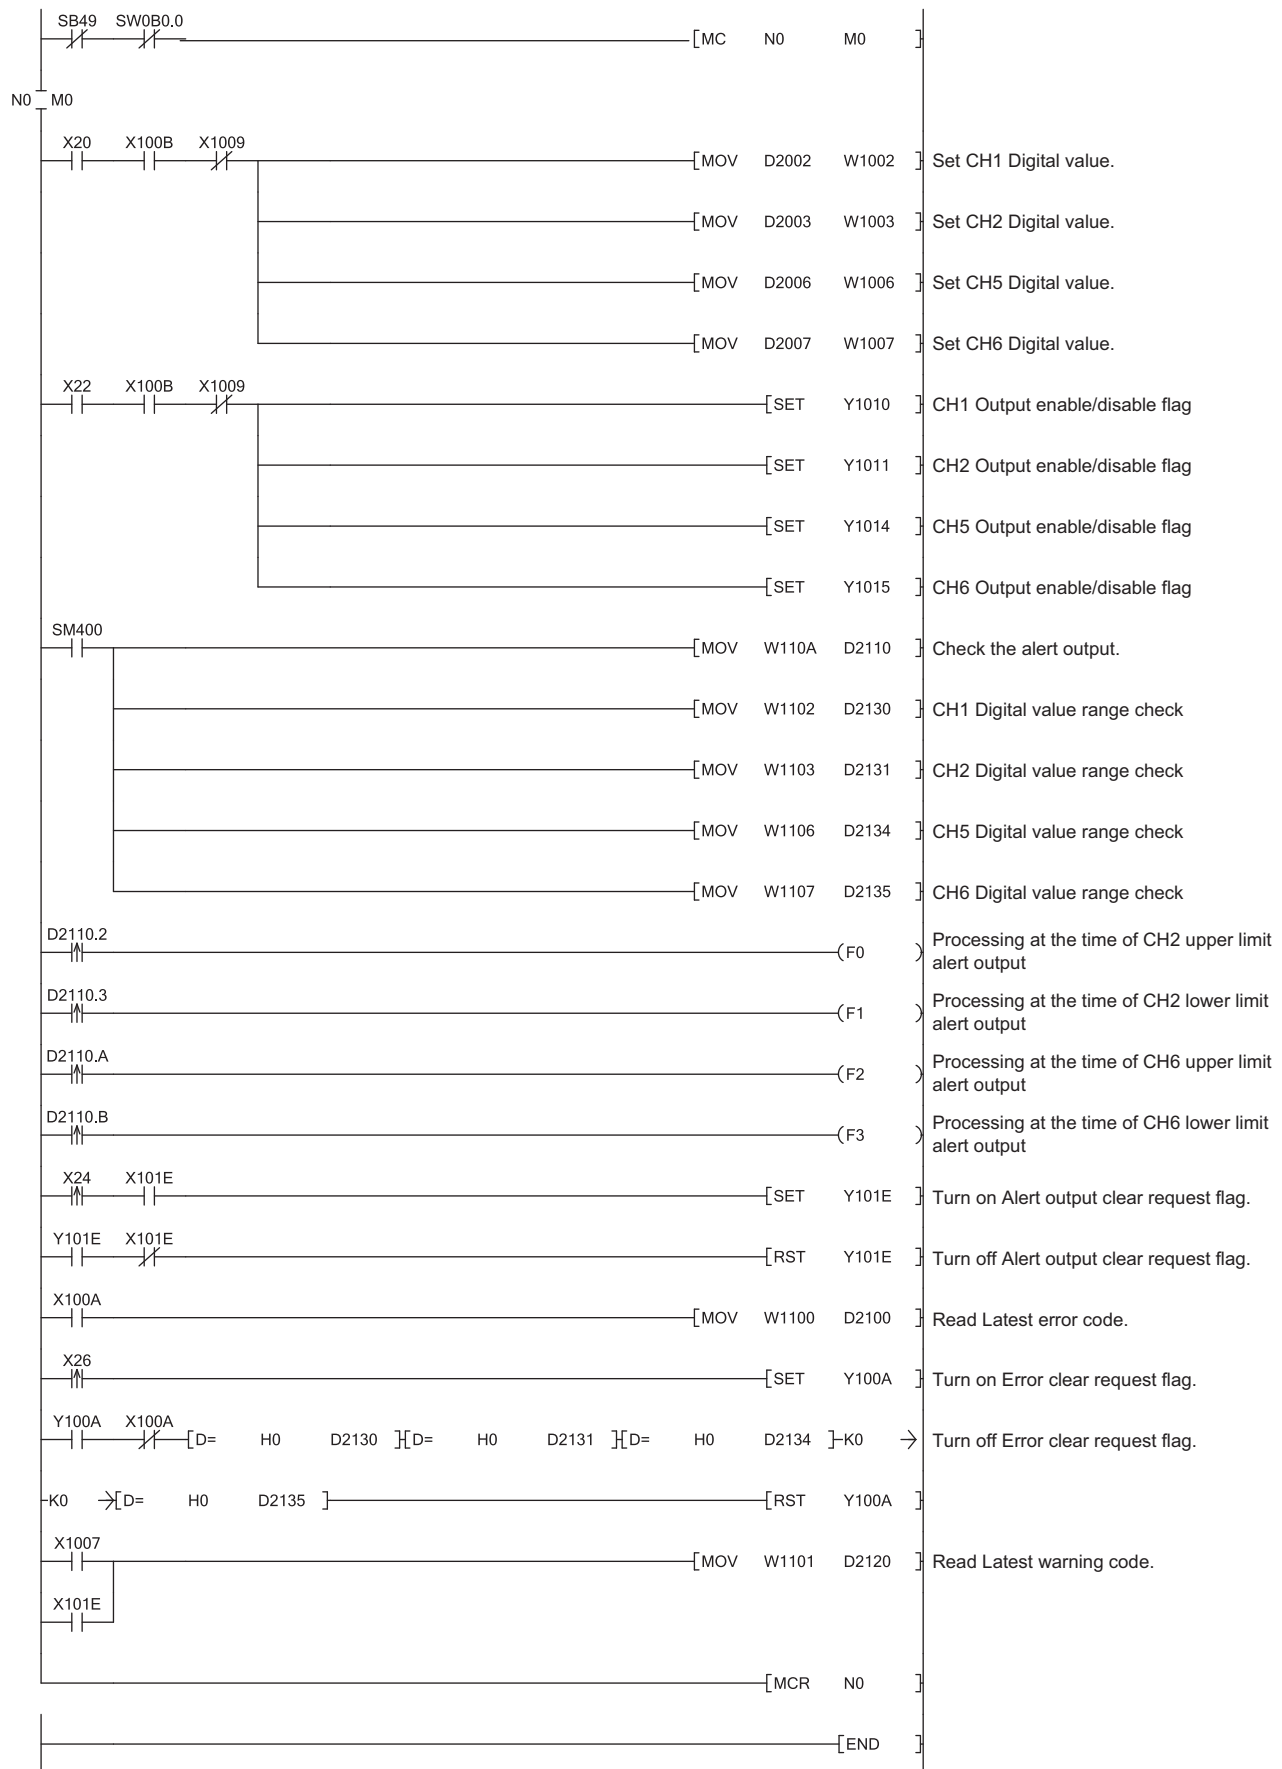 SB49 SW0B0.0
[MC N0 M0 ]
N0 M0
X20 X100B X1009
[MOV D2002 W1002 ] Set CH1 Digital value.
[MOV D2003 W1003 ] Set CH2 Digital value.
[MOV D2006 W1006 ] Set CH5 Digital value.
[MOV D2007 W1007 ] Set CH6 Digital value.
X22 X100B X1009
[SET Y1010 ] CH1 Output enable/disable flag
[SET Y1011 ] CH2 Output enable/disable flag
[SET Y1014 ] CH5 Output enable/disable flag
[SET Y1015 ] CH6 Output enable/disable flag
SM400
[MOV W110A D2110 ] Check the alert output.
[MOV W1102 D2130 ] CH1 Digital value range check
[MOV W1103 D2131 ] CH2 Digital value range check
[MOV W1106 D2134 ] CH5 Digital value range check
[MOV W1107 D2135 ] CH6 Digital value range check
D2110.2
(F0 ) Processing at the time of CH2 upper limit
alert output
D2110.3
(F1 ) Processing at the time of CH2 lower limit
alert output
D2110.A
(F2 ) Processing at the time of CH6 upper limit
alert output
D2110.B
(F3 ) Processing at the time of CH6 lower limit
alert output
X24 X101E
[SET Y101E ] Turn on Alert output clear request flag.
Y101E X101E
[RST Y101E ] Turn off Alert output clear request flag.
X100A
[MOV W1100 D2100 ] Read Latest error code.
X26
[SET Y100A ] Turn on Error clear request flag.
Y100A X100A
[D= H0 D2130 ][D= H0 D2131 ][D= H0 D2134 ] K0 Turn off Error clear request flag.
K0 [D= H0 D2135 ] [RST Y100A ]
X1007
[MOV W1101 D2120 ] Read Latest warning code.
X101E
[MCR N0 ]
[END ]